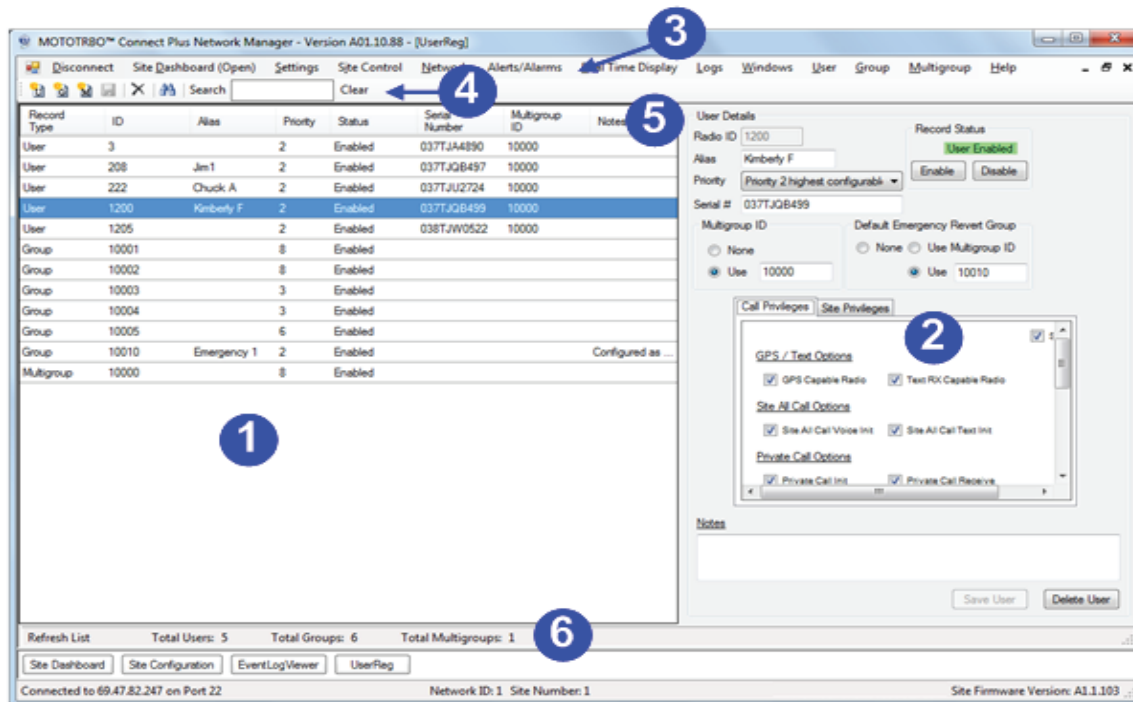 MOTOTRBO™ Connect Plus Network Manager - Version A01.10.88 - [UserReg]
3
Disconnect Site Dashboard (Open) Settings Site Control Network Alerts/Alarms Time Display Logs Windows User Group Multigroup Help
Search Clear
4
5
Record Type ID Alias Priority Status Serial Number Multigroup ID Notes
User 3 2 Enabled 037TJA4890 10000
User 208 Jim1 2 Enabled 037TJQB497 10000
User 222 Chuck A 2 Enabled 037TJU2724 10000
User 1200 Kimberly F 2 Enabled 037TJQB499 10000
User 1205 2 Enabled 038TJW0522 10000
Group 10001 8 Enabled
Group 10002 8 Enabled
Group 10003 3 Enabled
Group 10004 3 Enabled
Group 10005 6 Enabled
Group 10010 Emergency 1 2 Enabled Configured as ...
Multigroup 10000 8 Enabled
1
User Details
Radio ID 1200
Record Status
User Enabled
Alias Kimberly F
Enable Disable
Priority Priority 2 highest configurabl
Serial # 037TJQB499
Multigroup ID
None
Use 10000
Default Emergency Revert Group
None Use Multigroup ID
Use 10010
Call Privileges Site Privileges
2
S
GPS / Text Options
GPS Capable Radio Text RX Capable Radio
Site All Call Options
Site All Call Voice Init Site All Call Text Init
Private Call Options
Private Call Init Private Call Receive
Notes
Save User Delete User
Refresh List Total Users: 5 Total Groups: 6 Total Multigroups: 1
6
Site Dashboard Site Configuration EventLogViewer UserReg
Connected to 69.47.82.247 on Port 22 Network ID: 1 Site Number: 1 Site Firmware Version: A1.1.103